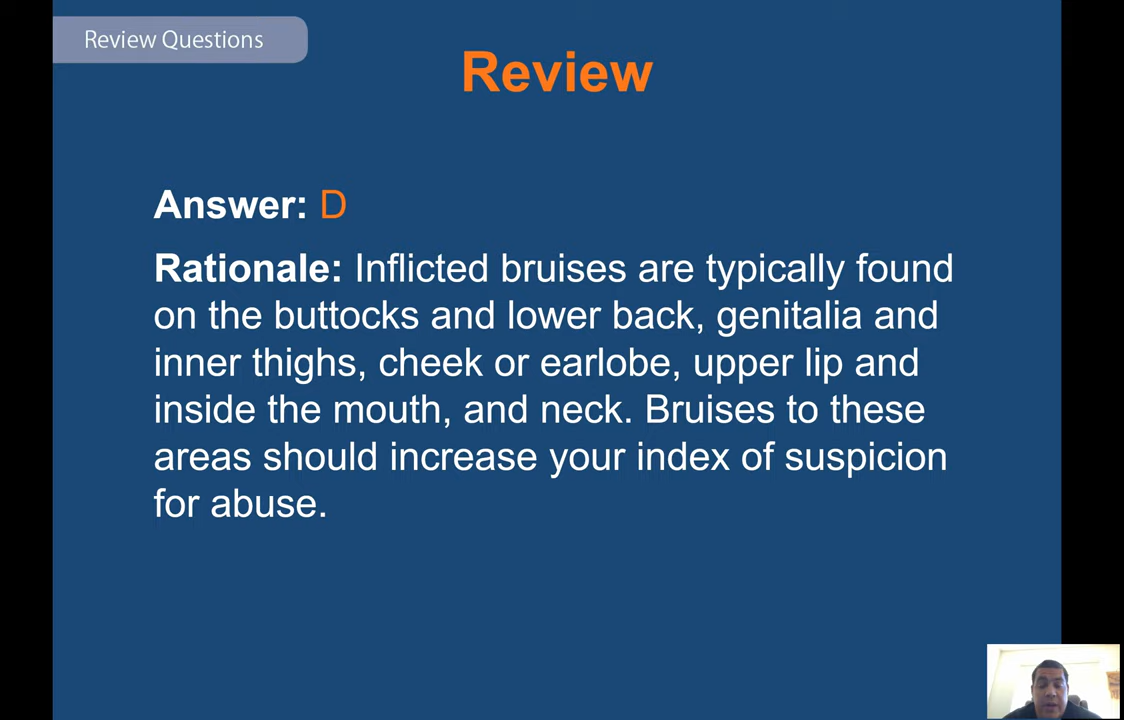 Review Questions
Review
Answer: D
Rationale: Inflicted bruises are typically found
on the buttocks and lower back, genitalia and
inner thighs, cheek or earlobe, upper lip and
inside the mouth, and neck. Bruises to these
areas should increase your index of suspicion
for abuse.